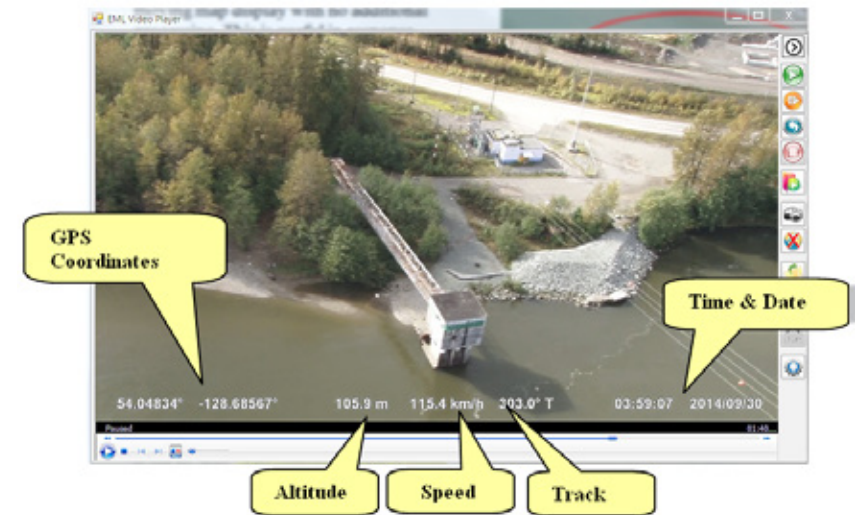 EML Video Player
GPS
Coordinates
Time & Date
54.04834° -128.68567° 105.9 m 115.4 km/h 303.0° T 03:59:07 2014/09/30
Paused
Altitude
Speed
Track